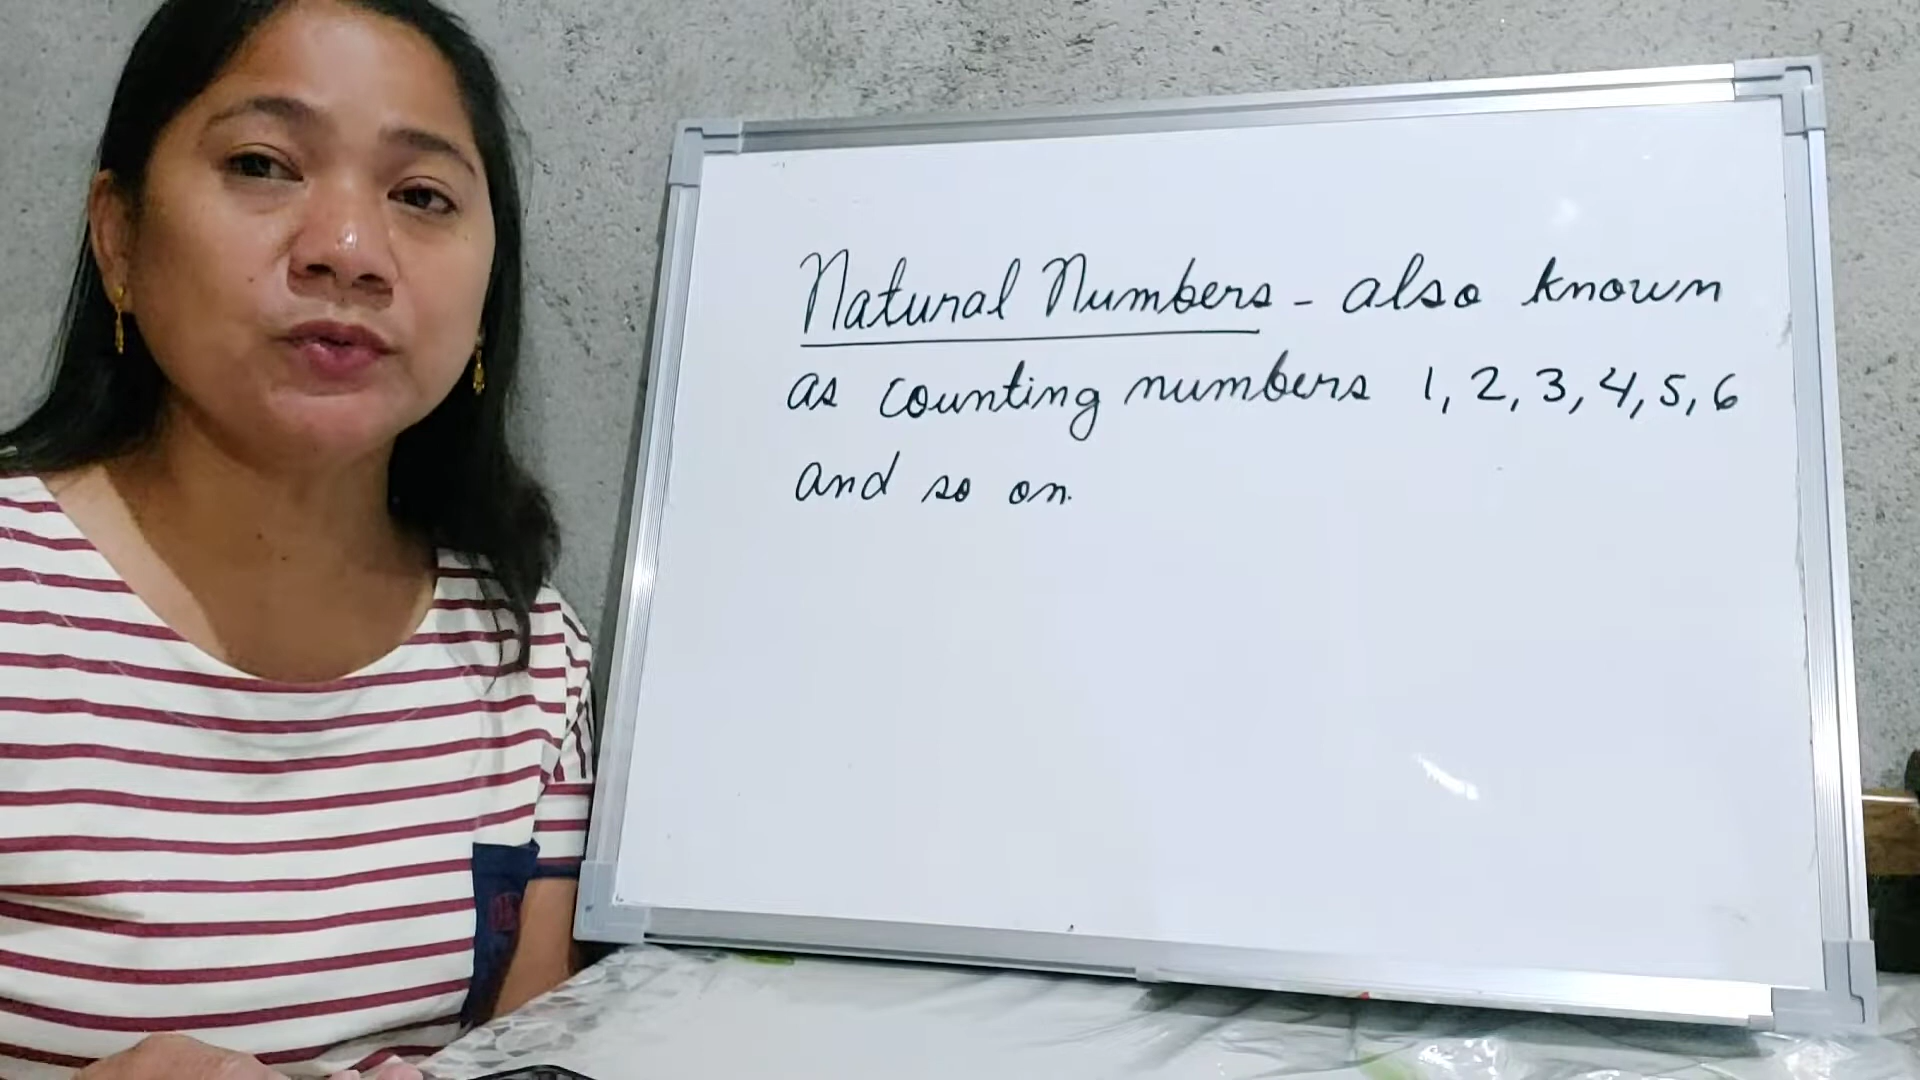 Natural Numbers - also known
as counting numbers 1, 2, 3, 4, 5, 6
and so on.